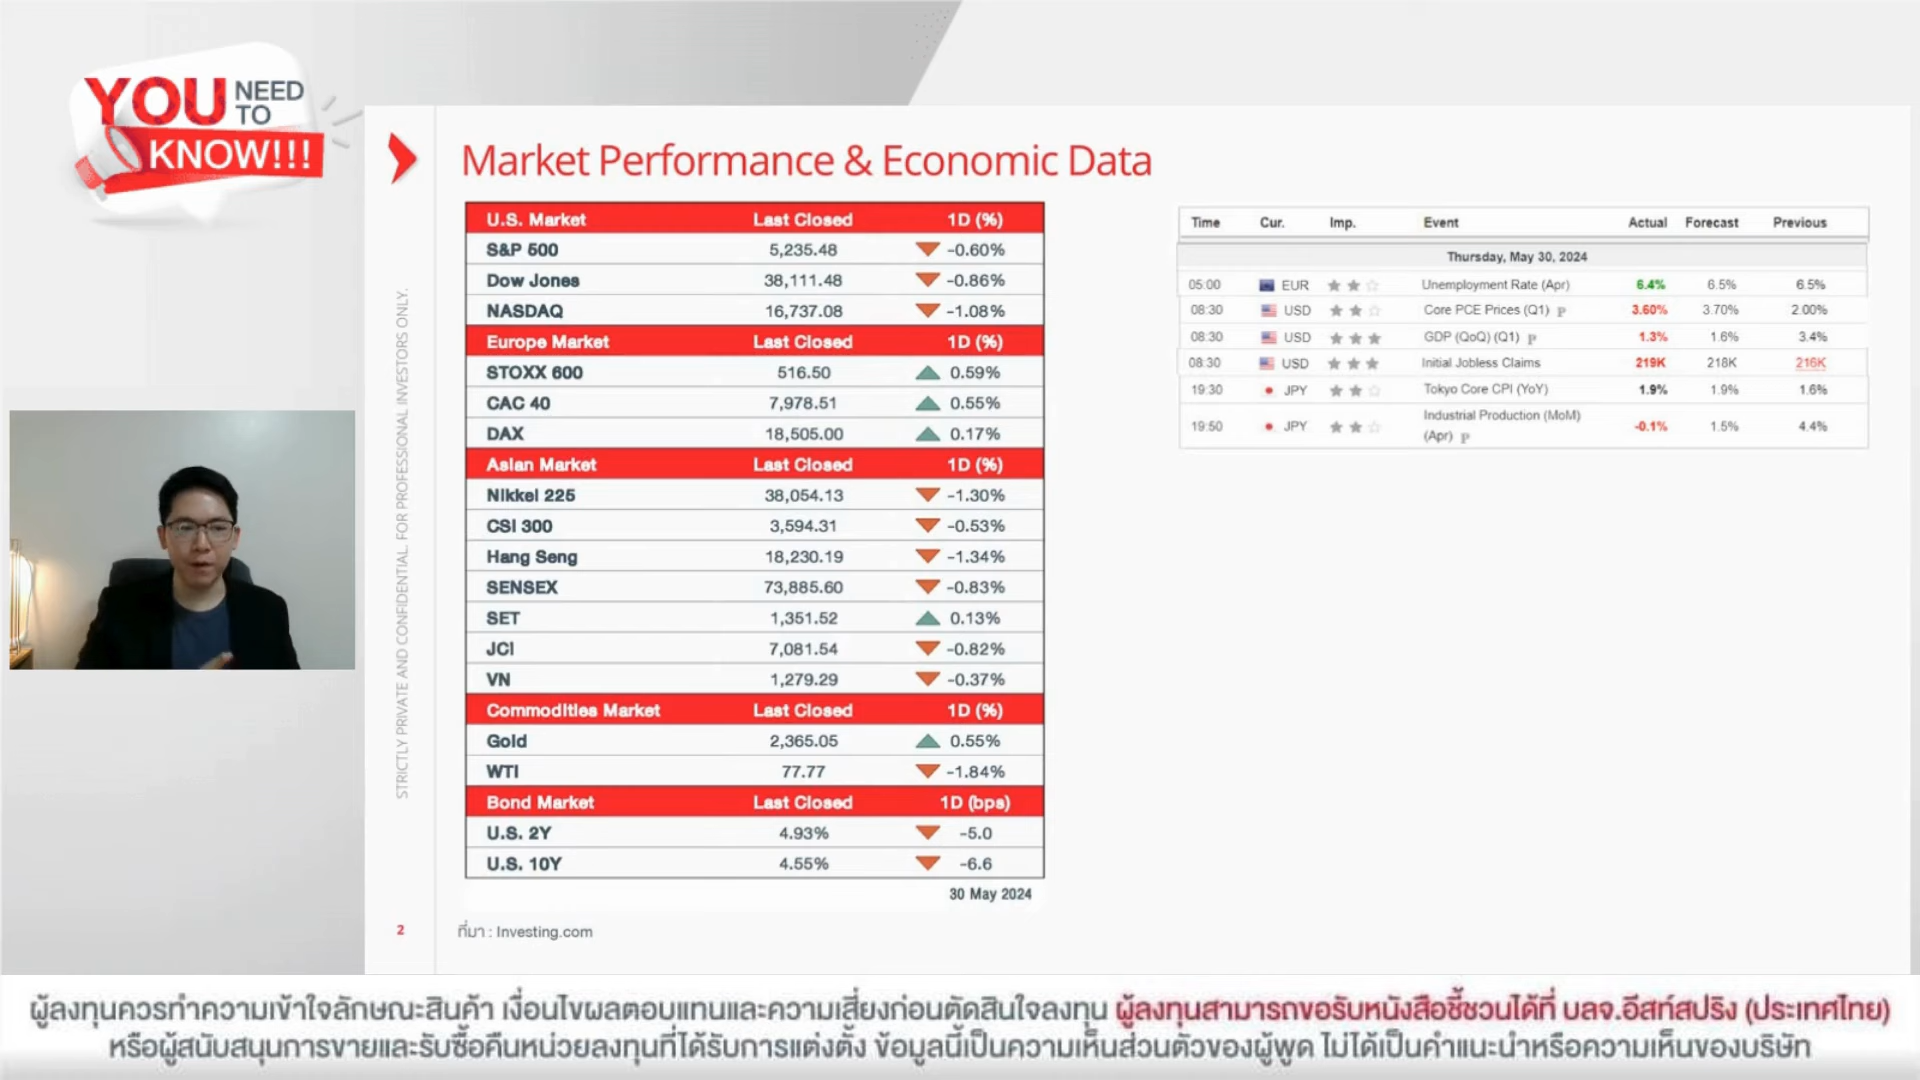 YOU NEED TO KNOW!!!
Market Performance & Economic Data
STRICTLY PRIVATE AND CONFIDENTIAL. FOR PROFESSIONAL INVESTORS ONLY.
U.S. Market Last Closed 1D (%)
S&P 500 5,235.48 -0.60%
Dow Jones 38,111.48 -0.86%
NASDAQ 16,737.08 -1.08%
Europe Market Last Closed 1D (%)
STOXX 600 516.50 0.59%
CAC 40 7,978.51 0.55%
DAX 18,505.00 0.17%
Asian Market Last Closed 1D (%)
Nikkei 225 38,054.13 -1.30%
CSI 300 3,594.31 -0.53%
Hang Seng 18,230.19 -1.34%
SENSEX 73,885.60 -0.83%
SET 1,351.52 0.13%
JCI 7,081.54 -0.82%
VN 1,279.29 -0.37%
Commodities Market Last Closed 1D (%)
Gold 2,365.05 0.55%
WTI 77.77 -1.84%
Bond Market Last Closed 1D (bps)
U.S. 2Y 4.93% -5.0
U.S. 10Y 4.55% -6.6
30 May 2024
2
ที่มา : Investing.com
Time Cur. Imp. Event Actual Forecast Previous
Thursday, May 30, 2024
05:00 EUR Unemployment Rate (Apr) 6.4% 6.5% 6.5%
08:30 USD Core PCE Prices (Q1) P 3.60% 3.70% 2.00%
08:30 USD GDP (QoQ) (Q1) P 1.3% 1.6% 3.4%
08:30 USD Initial Jobless Claims 219K 218K 216K
19:30 JPY Tokyo Core CPI (YoY) 1.9% 1.9% 1.6%
19:50 JPY Industrial Production (MoM) (Apr) P -0.1% 1.5% 4.4%
ผู้ลงทุนควรทำความเข้าใจลักษณะสินค้า เงื่อนไขผลตอบแทนและความเสี่ยงก่อนตัดสินใจลงทุน ผู้ลงทุนสามารถขอรับหนังสือชี้ชวนได้ที่ บลจ.อีสท์สปริง (ประเทศไทย)
หรือผู้สนับสนุนการขายและรับซื้อคืนหน่วยลงทุนที่ได้รับการแต่งตั้ง ข้อมูลนี้เป็นความเห็นส่วนตัวของผู้พูด ไม่ได้เป็นคำแนะนำหรือความเห็นของบริษัท